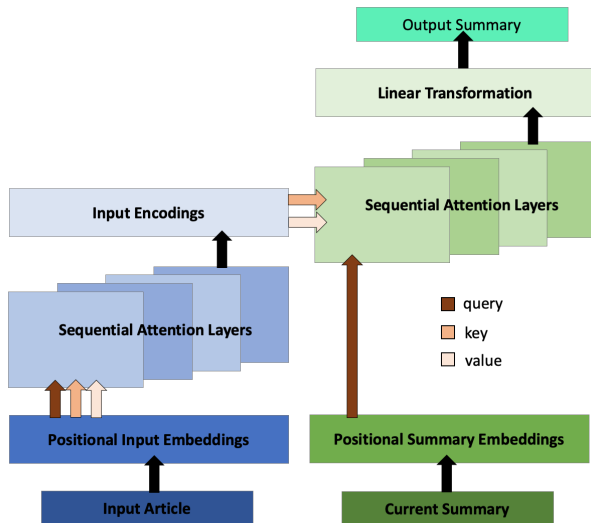 Output Summary
Linear Transformation
Sequential Attention Layers
Input Encodings
Sequential Attention Layers
query
key
value
Positional Input Embeddings
Positional Summary Embeddings
Input Article
Current Summary